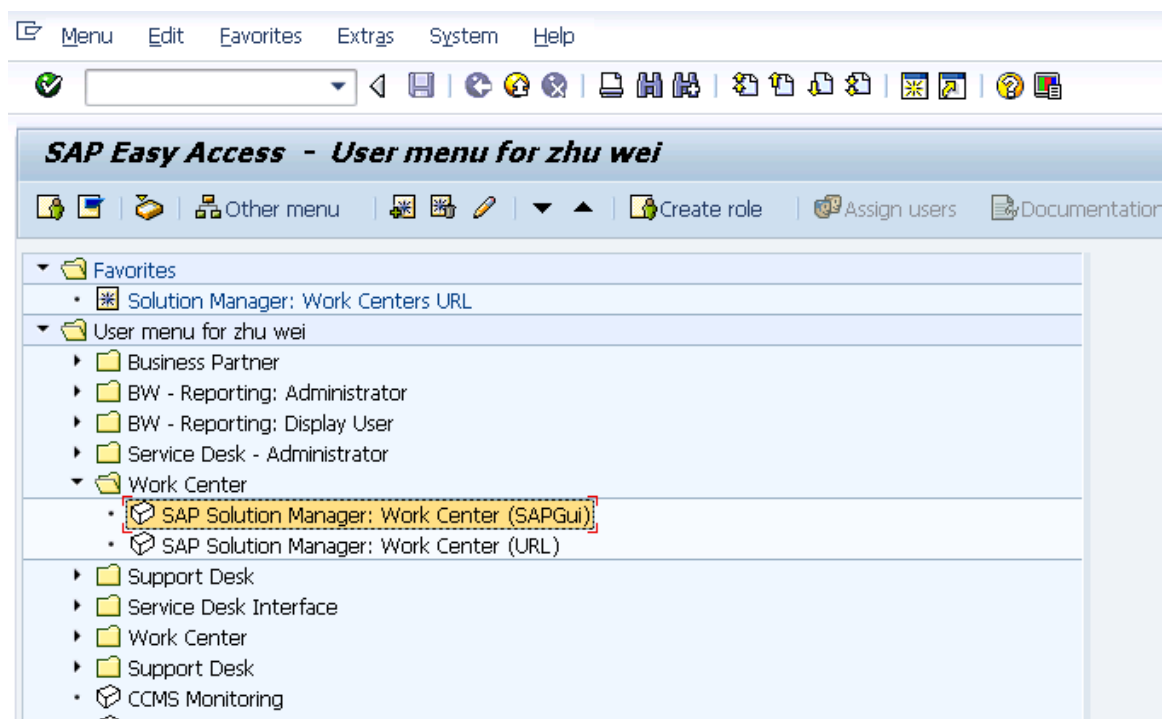 Menu Edit Favorites Extras System Help
SAP Easy Access - User menu for zhu wei
Other menu Create role Assign users Documentation
Favorites
Solution Manager: Work Centers URL
User menu for zhu wei
Business Partner
BW - Reporting: Administrator
BW - Reporting: Display User
Service Desk - Administrator
Work Center
SAP Solution Manager: Work Center (SAPGui)
SAP Solution Manager: Work Center (URL)
Support Desk
Service Desk Interface
Work Center
Support Desk
CCMS Monitoring